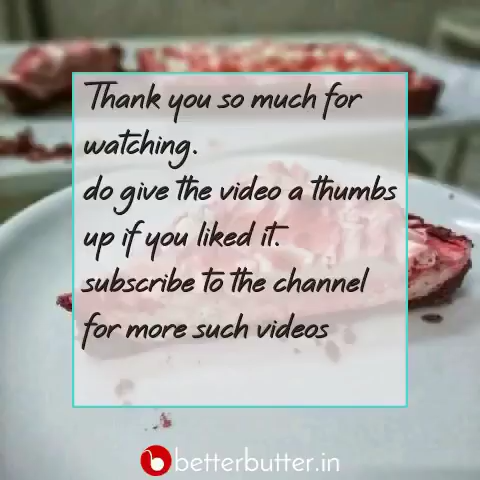 Thank you so much for
watching.
do give the video a thumbs
up if you liked it.
subscribe to the channel
for more such videos
betterbutter.in